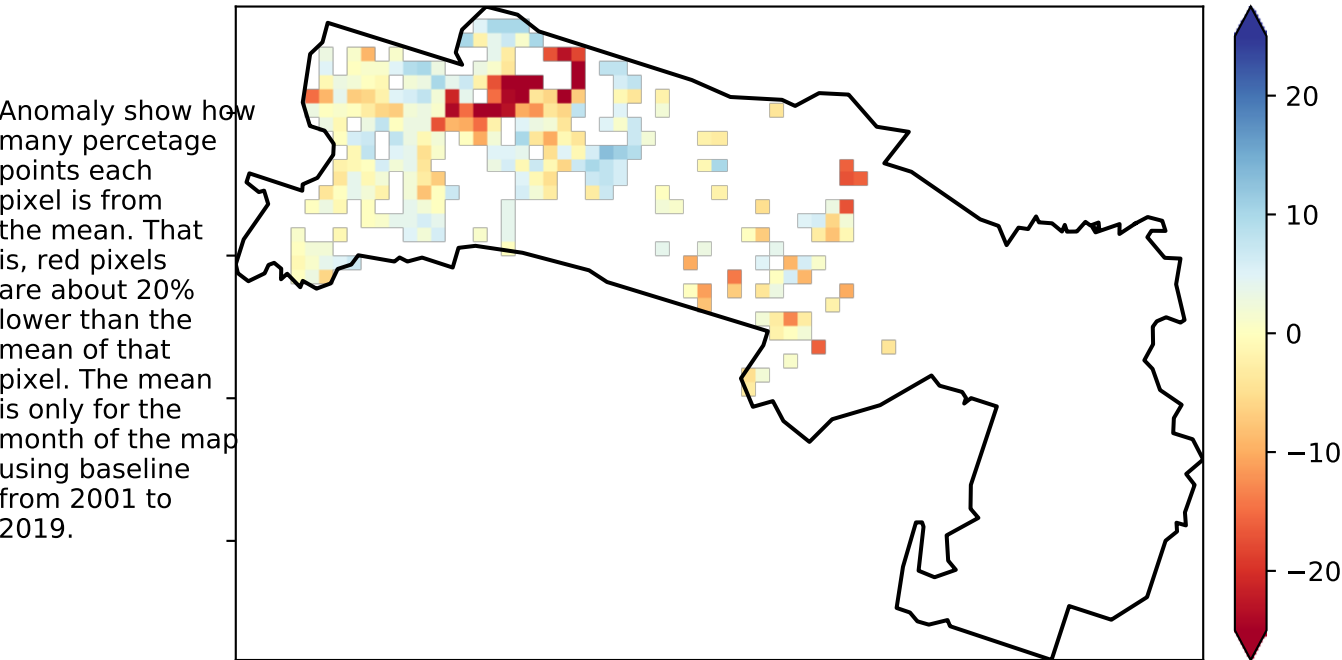 Anomaly show how
many percetage
points each
pixel is from
the mean. That
is, red pixels
are about 20%
lower than the
mean of that
pixel. The mean
is only for the
month of the map
using baseline
from 2001 to
2019.
20
10
0
−10
−20